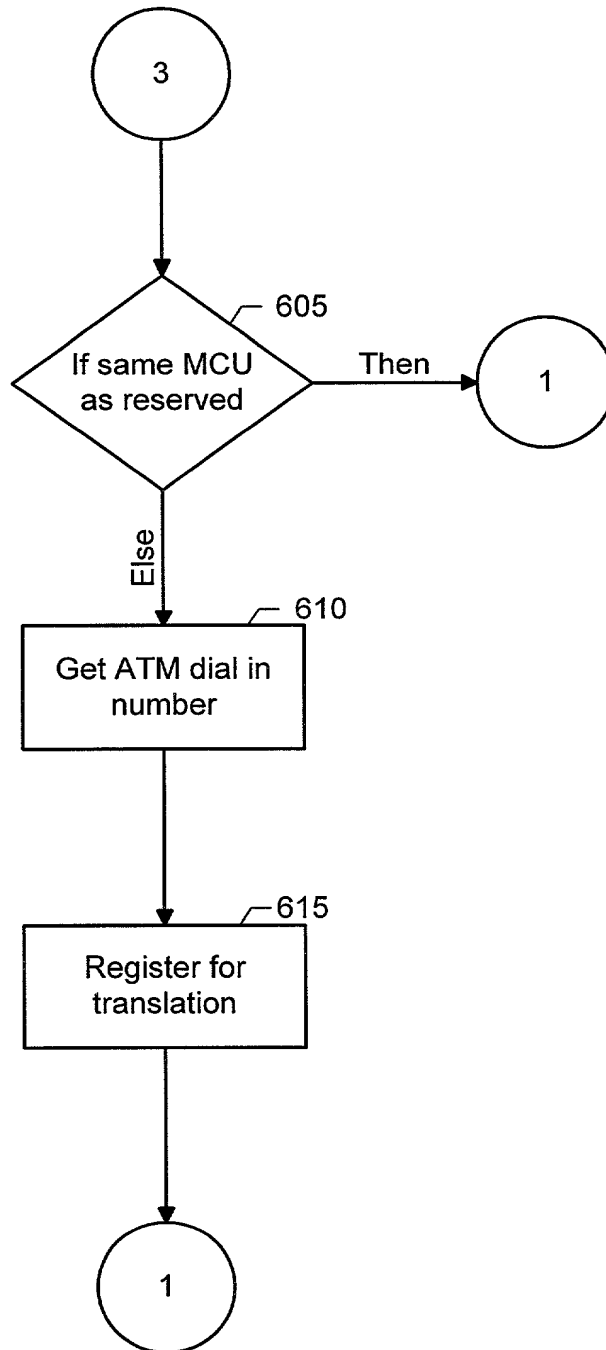 3
605
If same MCU
as reserved
Then
1
Else
610
Get ATM dial in
number
615
Register for
translation
1